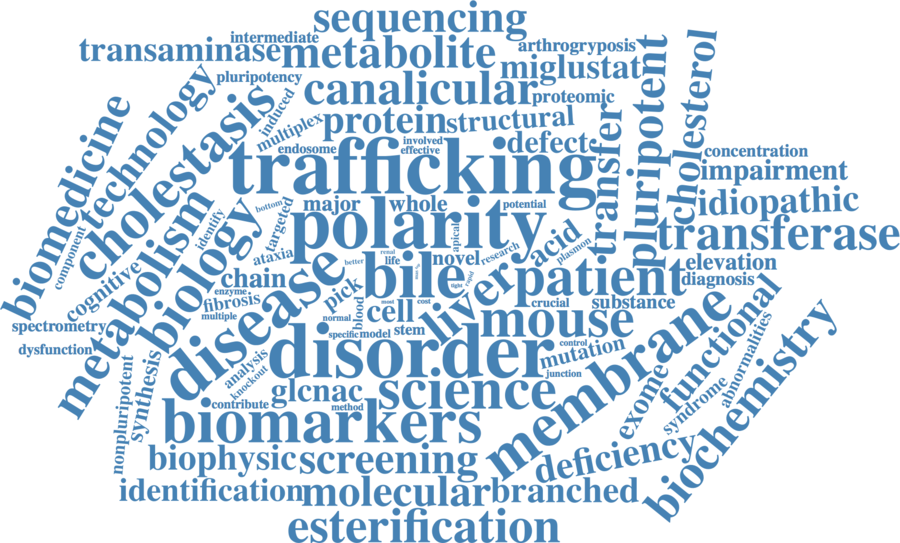 sequencing
intermediate
transaminase
metabolite
arthrogryposis
miglustat
pluripotency
canalicular
proteomic
induced
multiplex
protein
structural
defect
endosome
involved
effective
trafficking
transfer
pluripotent
cholesterol
concentration
impairment
idiopathic
transferase
biomedicine
technology
cholestasis
component
cognitive
metabolism
biology
identify
bottom
targeted
major
whole
potential
polarity
apical
ataxia
better
renal
life
novel
research
acid
plasmon
elevation
diagnosis
chain
enzyme
fibrosis
multiple
disease
pick
bile
light
rapid
liver
patient
crucial
substance
most
cost
blood
cell
normal
specific
model
stem
mouse
spectrometry
dysfunction
disorder
control
mutation
junction
membrane
functional
abnormalities
syndrome
exome
biochemistry
nonpluripotent
synthesis
analysis
knockout
contribute
glcnac
method
science
biomarkers
biophysic
screening
deficiency
identification
molecular
branched
esterification